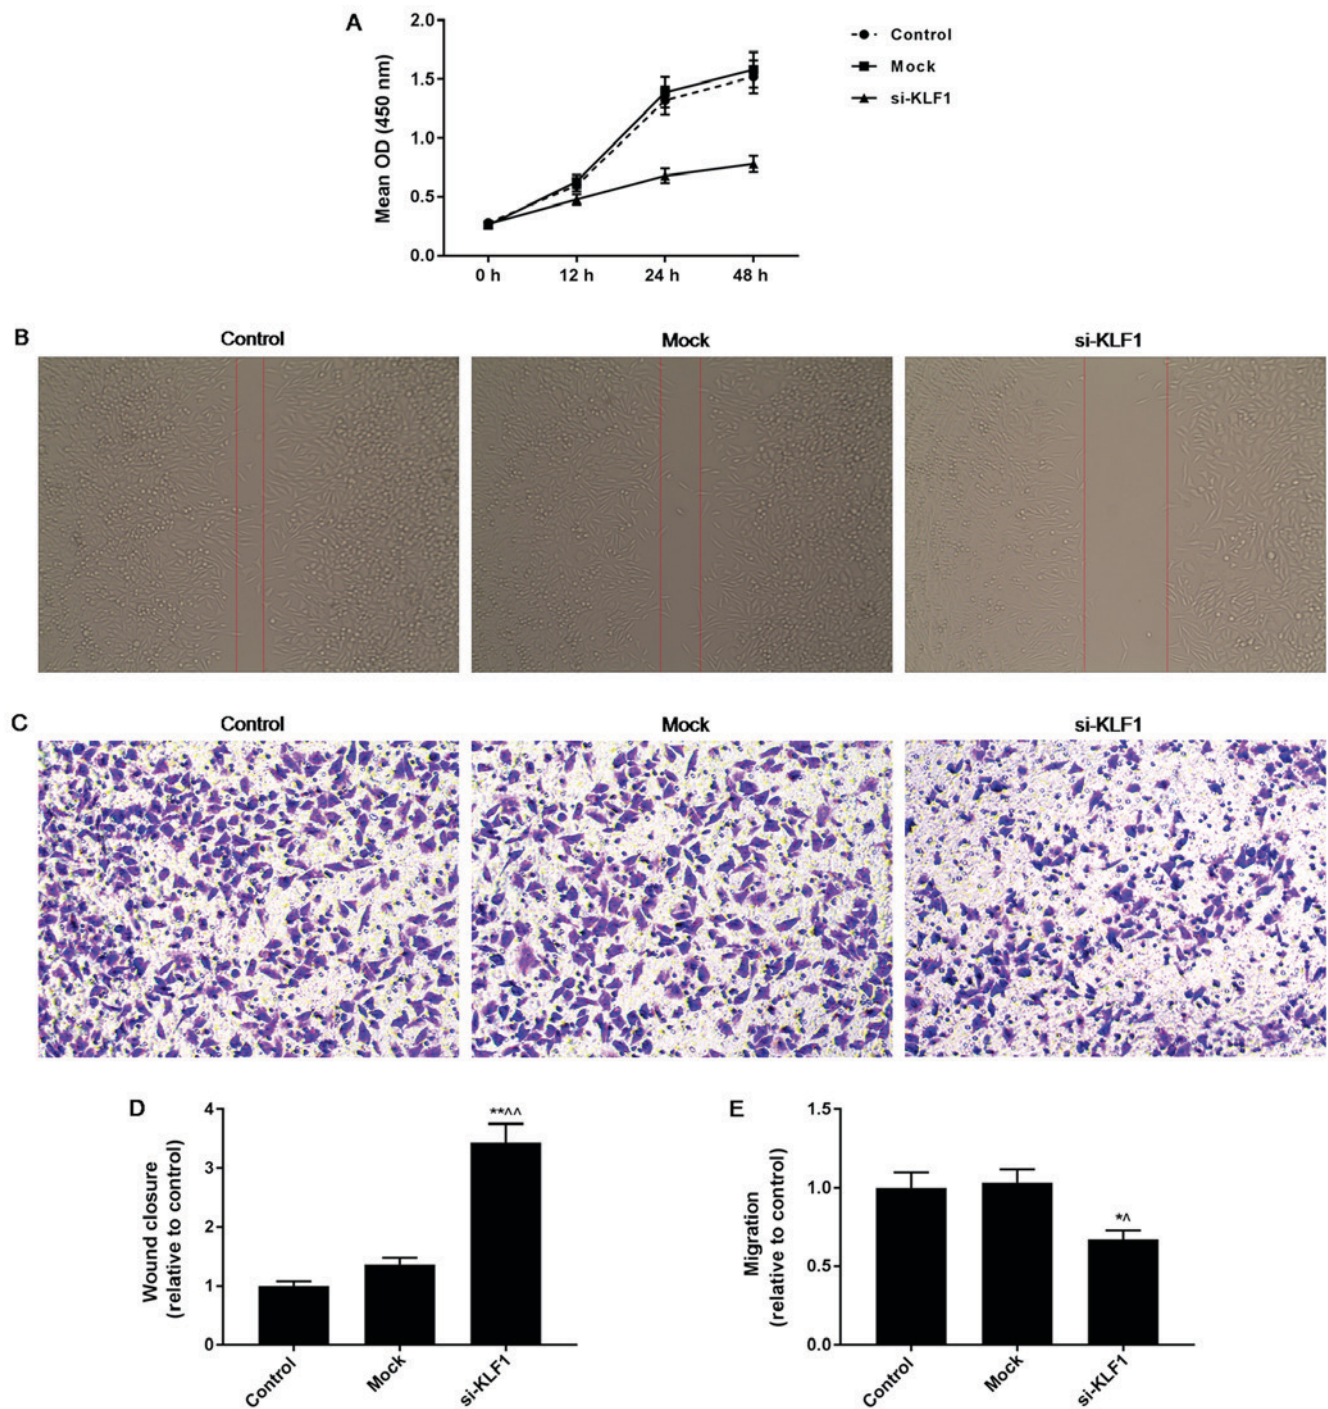 A
2.0
1.5
1.0
0.5
0.0
Mean OD (450 nm)
0 h 12 h 24 h 48 h
Control
Mock
si-KLF1
B
Control Mock si-KLF1
C
Control Mock si-KLF1
D
4
3
2
1
0
Wound closure
(relative to control)
**^^
Control Mock si-KLF1
E
1.5
1.0
0.5
0.0
Migration
(relative to control)
*^
Control Mock si-KLF1